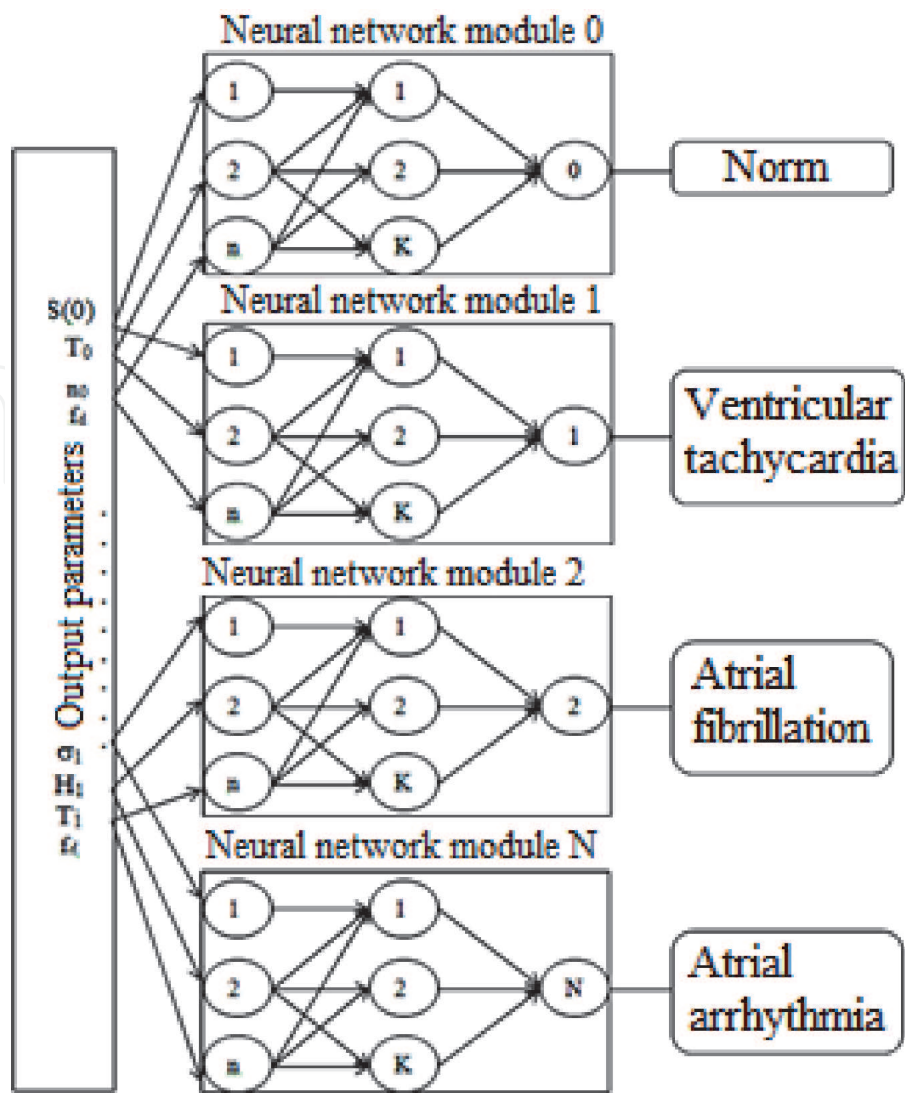 Neural network module 0
1
1
2
2
0
n
K
Norm
Neural network module 1
1
1
2
2
1
n
K
Ventricular
tachycardia
Neural network module 2
1
1
2
2
2
n
K
Atrial
fibrillation
Neural network module N
1
1
2
2
N
n
K
Atrial
arrhythmia
S(0)
T₀
n₀
Output parameters
σ₁
H₁
T₁